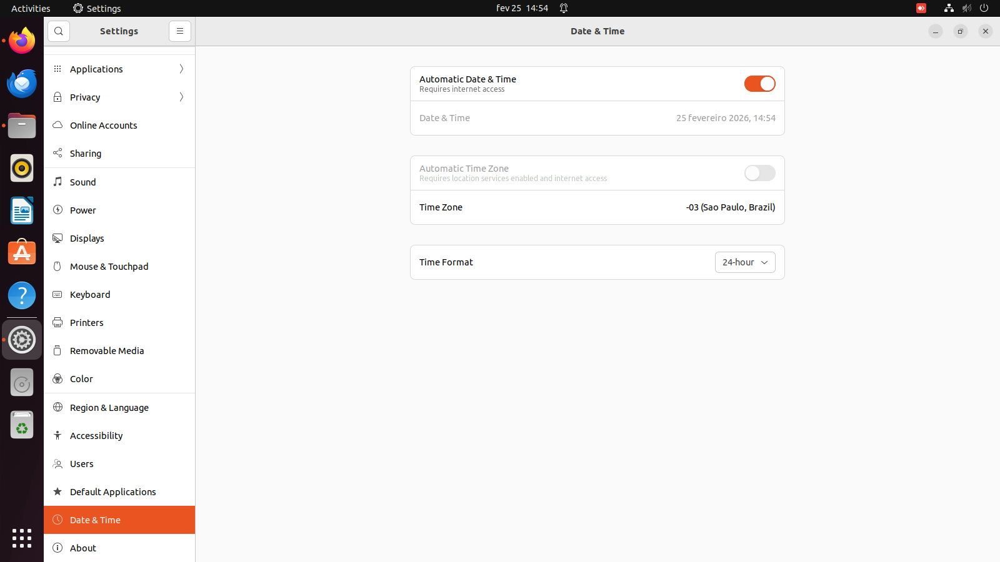 Activities
Settings
fev 25 14:54
Settings
Date & Time
Applications
Privacy
Online Accounts
Sharing
Sound
Power
Displays
Mouse & Touchpad
Keyboard
Printers
Removable Media
Color
Region & Language
Accessibility
Users
Default Applications
Date & Time
About
Automatic Date & Time
Requires internet access
Date & Time 25 fevereiro 2026, 14:54
Automatic Time Zone
Requires location services enabled and internet access
Time Zone -03 (Sao Paulo, Brazil)
Time Format 24-hour